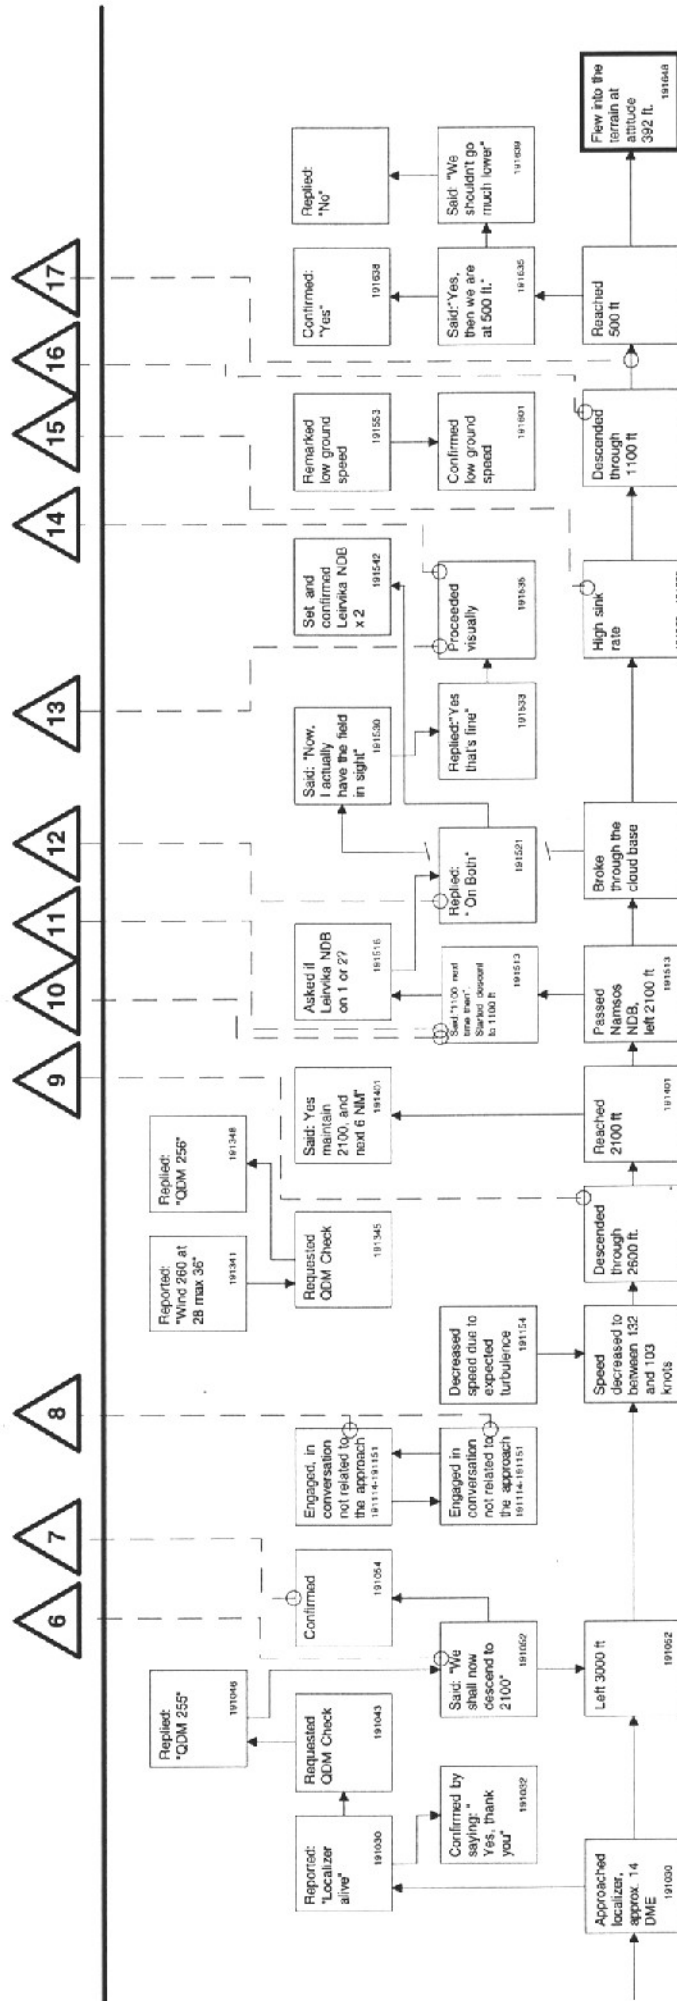 6
7
8
9
10
11
12
13
14
15
16
17
Replied:
"QDM 255"
191046
Reported:
"Wind 260 at
28 max 36"
191341
Replied:
"QDM 256"
191348
Reported:
"Localizer
alive"
191030
Requested
QDM Check
191043
Confirmed
191054
Engaged, in
conversation
not related to
the approach
191114-191151
Requested
QDM Check
191345
Said: Yes
maintain
2100, and
next 6 NM"
191401
Asked if
Leirvika NDB
on 1 or 2?
191516
Said: "Now,
I actually
have the field
in sight"
191530
Set and
confirmed
Leirvika NDB
x 2
191542
Remarked
low ground
speed
191553
Confirmed:
"Yes"
191638
Replied:
"No"
Confirmed by
saying: "
Yes, thank
you"
191032
Said: "We
shall now
descend to
2100"
191052
Engaged in
conversation
not related to
the approach
191114-191151
Decreased
speed due to
expected
turbulence
191154
Said:"1100 next
time then".
Started descent
to 1100 ft
191513
Replied:
" On Both"
191521
Replied:"Yes
that's fine"
191533
Proceeded
visually
191535
Confirmed
low ground
speed
191601
Said:"Yes,
then we are
at 500 ft."
191635
Said: "We
shouldn't go
much lower"
191639
Approached
localizer,
approx. 14
DME
191030
Left 3000 ft
191052
Speed
decreased to
between 132
and 103
knots
Descended
through
2600 ft.
Reached
2100 ft
191401
Passed
Namsos
NDB,
left 2100 ft
191513
Broke
through the
cloud base
High sink
rate
Descended
through
1100 ft
Reached
500 ft
Flew into the
terrain at
attitude
392 ft.
191648